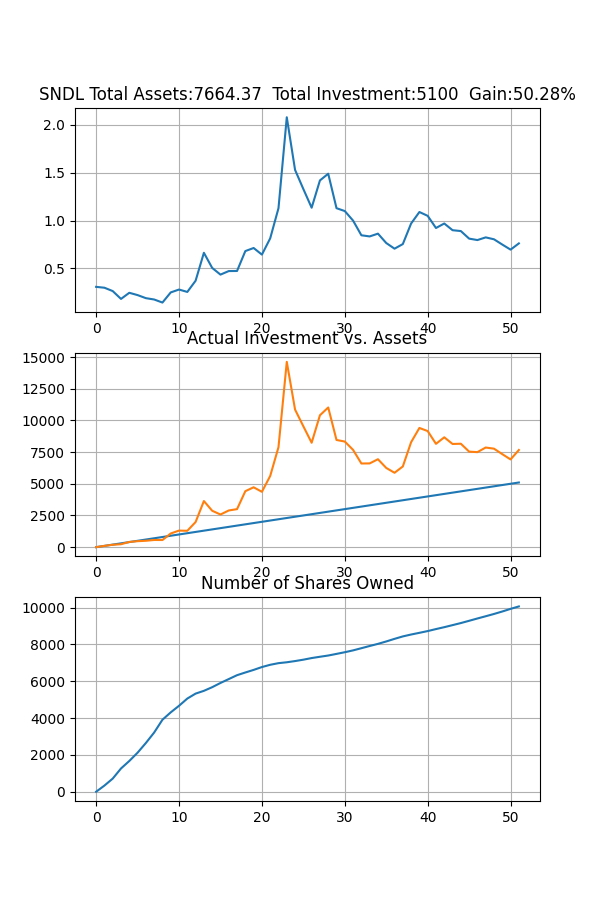 SNDL Total Assets:7664.37  Total Investment:5100  Gain:50.28%
2.0
1.5
1.0
0.5
0 10 20 30 40 50
Actual Investment vs. Assets
15000
12500
10000
7500
5000
2500
0
0 10 20 30 40 50
Number of Shares Owned
10000
8000
6000
4000
2000
0
0 10 20 30 40 50